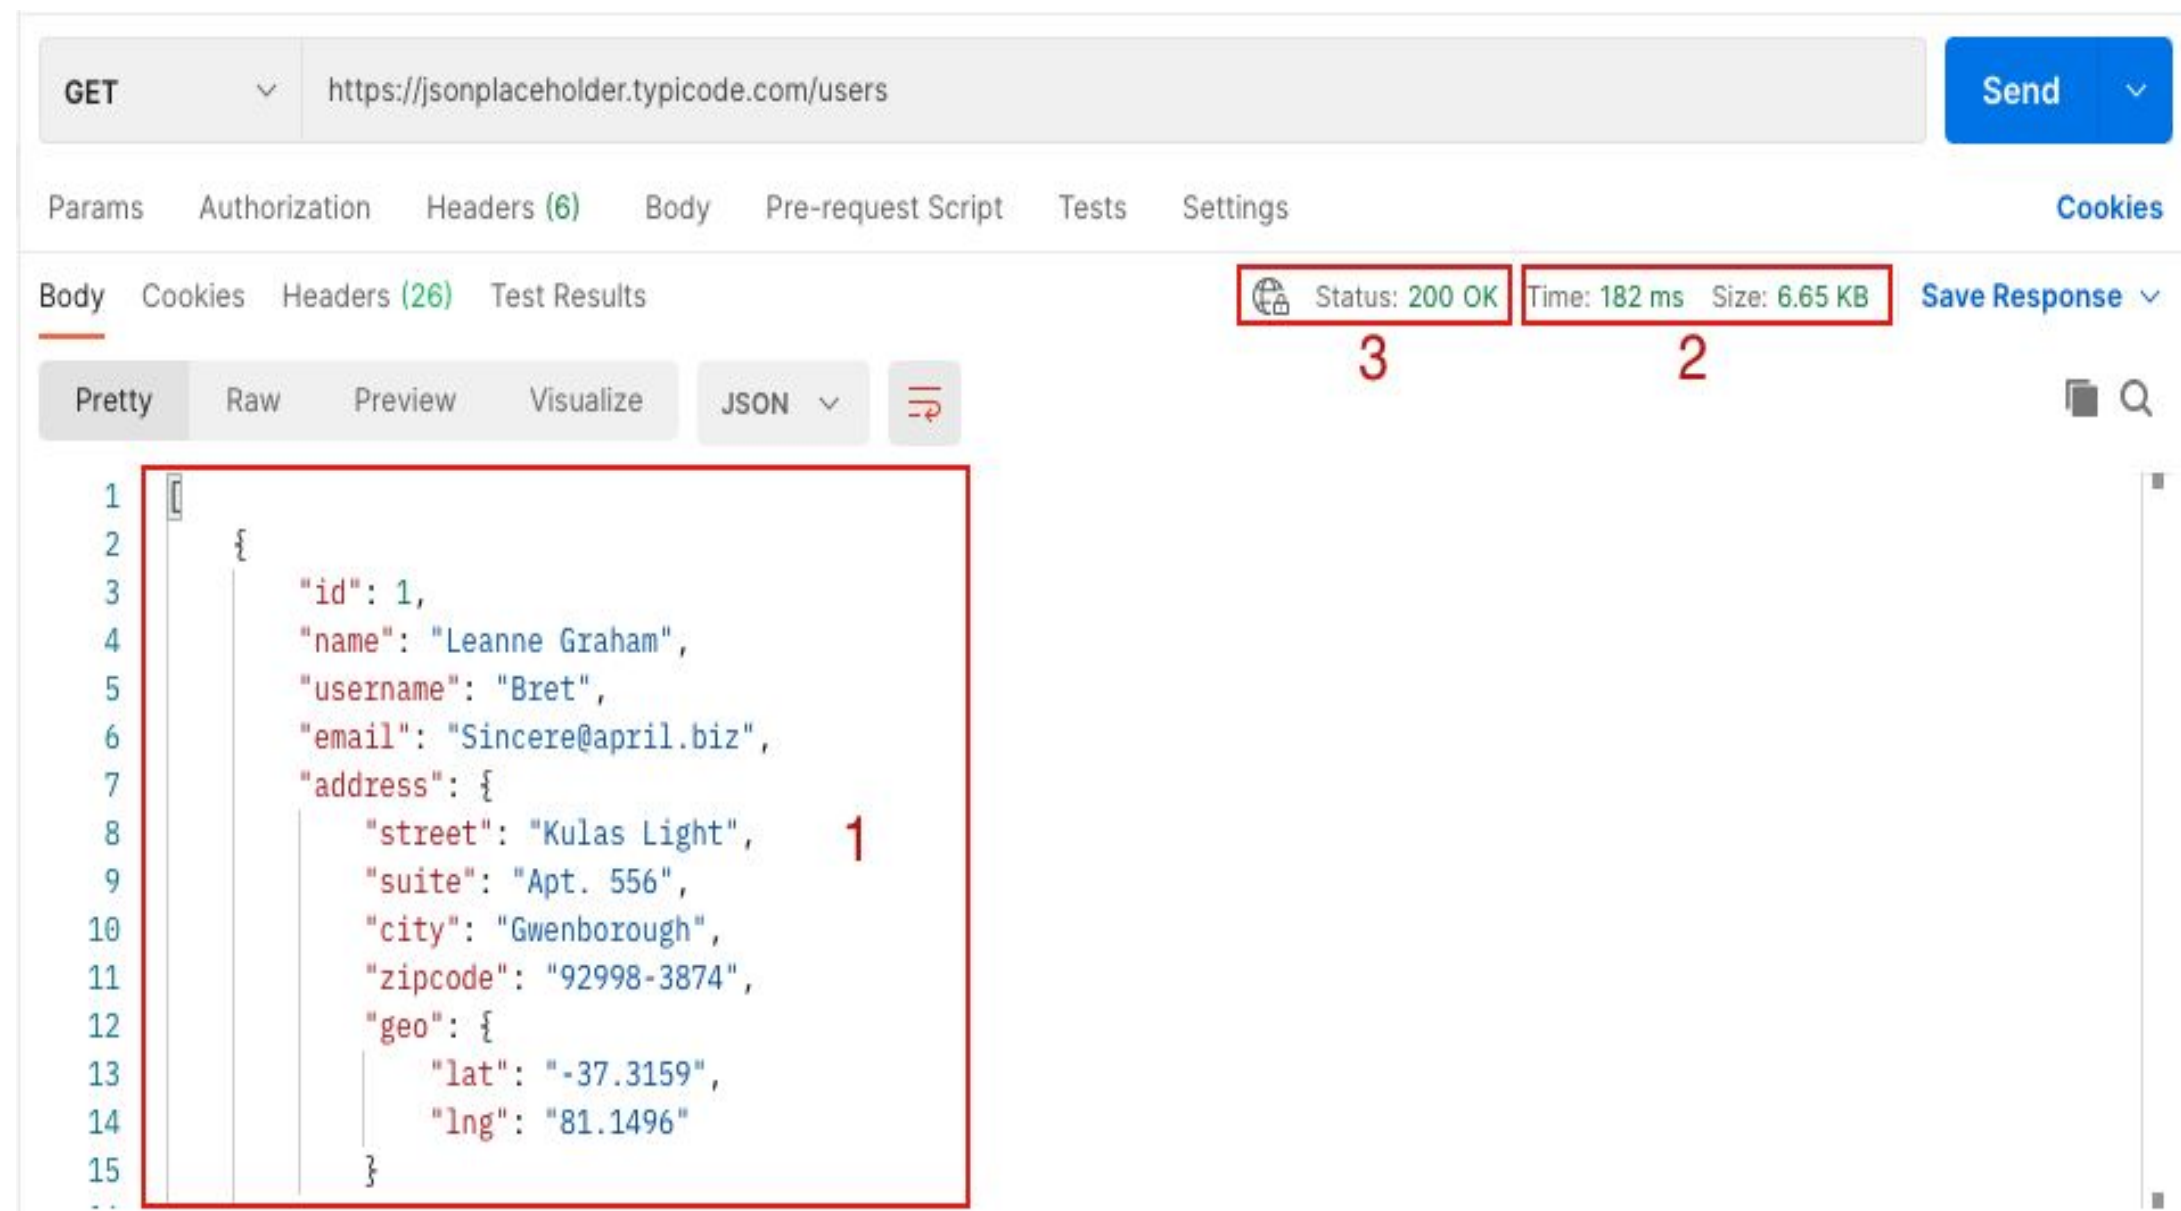 GET https://jsonplaceholder.typicode.com/users Send
Params Authorization Headers (6) Body Pre-request Script Tests Settings Cookies
Body Cookies Headers (26) Test Results Status: 200 OK Time: 182 ms Size: 6.65 KB Save Response
3 2
Pretty Raw Preview Visualize JSON
1 [
2 {
3 "id": 1,
4 "name": "Leanne Graham",
5 "username": "Bret",
6 "email": "Sincere@april.biz",
7 "address": {
8 "street": "Kulas Light", 1
9 "suite": "Apt. 556",
10 "city": "Gwenborough",
11 "zipcode": "92998-3874",
12 "geo": {
13 "lat": "-37.3159",
14 "lng": "81.1496"
15 }